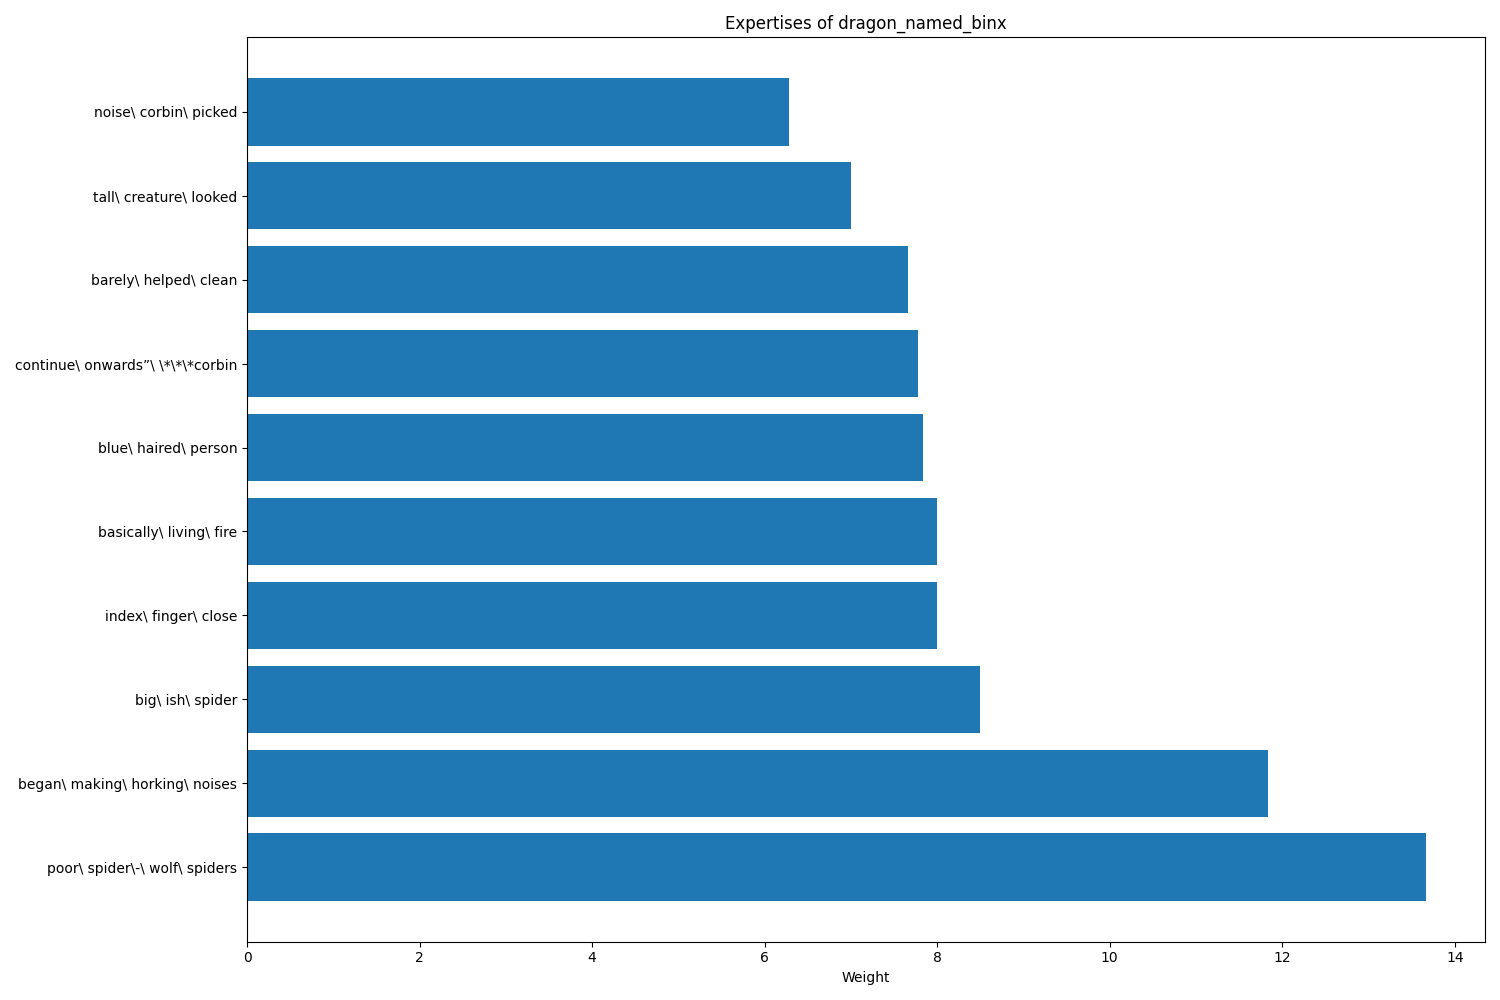 Expertises of dragon_named_binx
noise\ corbin\ picked
tall\ creature\ looked
barely\ helped\ clean
continue\ onwards”\ \*\*\*corbin
blue\ haired\ person
basically\ living\ fire
index\ finger\ close
big\ ish\ spider
began\ making\ horking\ noises
poor\ spider\-\ wolf\ spiders
0 2 4 6 8 10 12 14
Weight